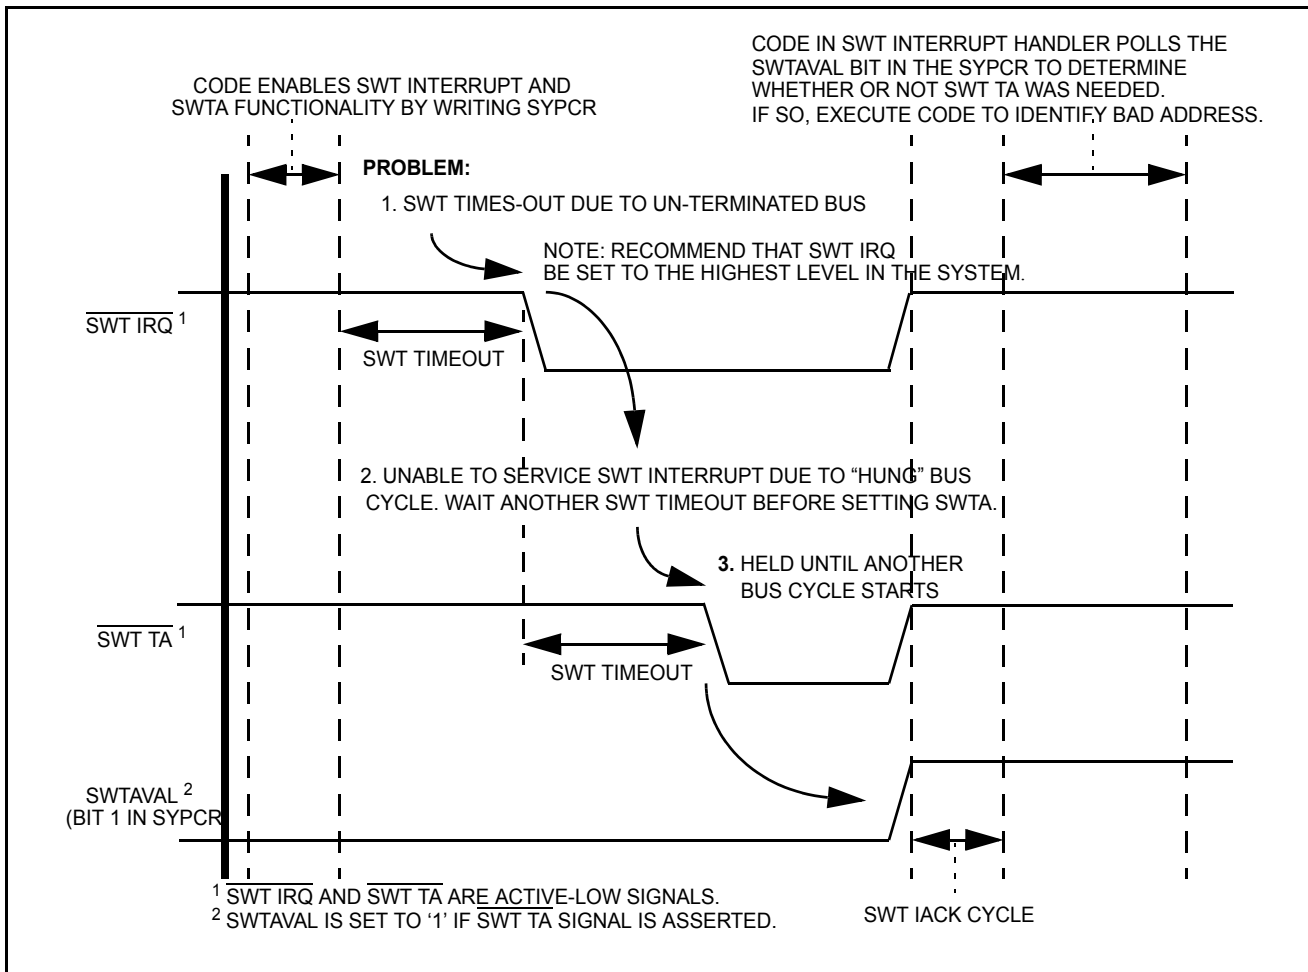 CODE ENABLES SWT INTERRUPT AND
SWTA FUNCTIONALITY BY WRITING SYPCR
CODE IN SWT INTERRUPT HANDLER POLLS THE
SWTAVAL BIT IN THE SYPCR TO DETERMINE
WHETHER OR NOT SWT TA WAS NEEDED.
IF SO, EXECUTE CODE TO IDENTIFY BAD ADDRESS.
PROBLEM:
1. SWT TIMES-OUT DUE TO UN-TERMINATED BUS
NOTE: RECOMMEND THAT SWT IRQ
BE SET TO THE HIGHEST LEVEL IN THE SYSTEM.
SWT IRQ 1
SWT TIMEOUT
2. UNABLE TO SERVICE SWT INTERRUPT DUE TO “HUNG” BUS
CYCLE. WAIT ANOTHER SWT TIMEOUT BEFORE SETTING SWTA.
3. HELD UNTIL ANOTHER
BUS CYCLE STARTS
SWT TA 1
SWT TIMEOUT
SWTAVAL 2
(BIT 1 IN SYPCR
1 SWT IRQ AND SWT TA ARE ACTIVE-LOW SIGNALS.
2 SWTAVAL IS SET TO ‘1’ IF SWT TA SIGNAL IS ASSERTED.
SWT IACK CYCLE